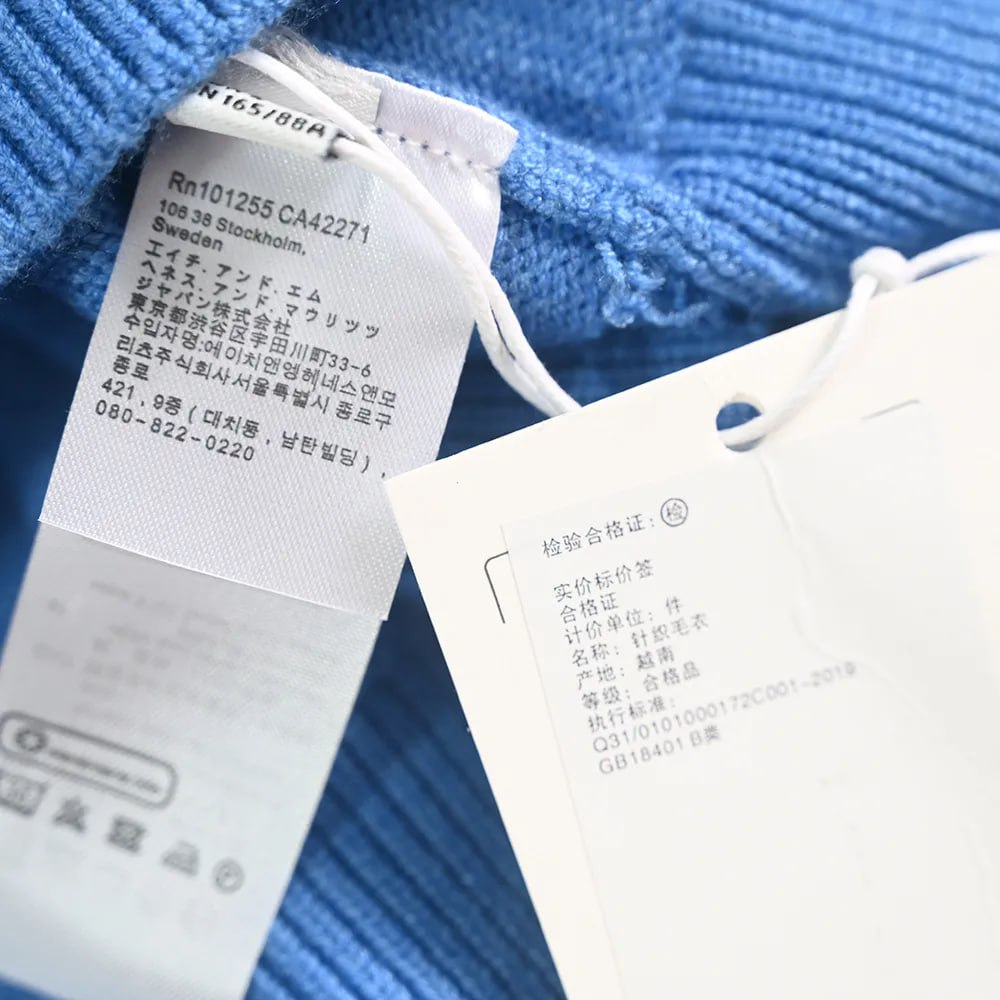 N 165/88A
Rn101255 CA42271
106 38 Stockholm,
Sweden
エイチ.アンド.エム
ヘネス.アンド.マウリッツ
ジャパン株式会社
東京都渋谷区宇田川町33-6
수입자명:에이치앤엠헤네스앤모
리츠주식회사서울특별시 종로구
종로
421, 9층 (대치동, 남탄빌딩),
080-822-0220
检验合格证: 检
实价标价签
合格证
计价单位: 件
名称: 针织毛衣
产地: 越南
等级: 合格品
执行标准:
Q31/0101000172C001-2019
GB18401 B类